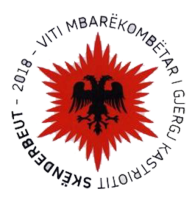 2018 - VITI MBARËKOMBËTAR I GJERGJ KASTRIOTIT SKËNDERBEUT -